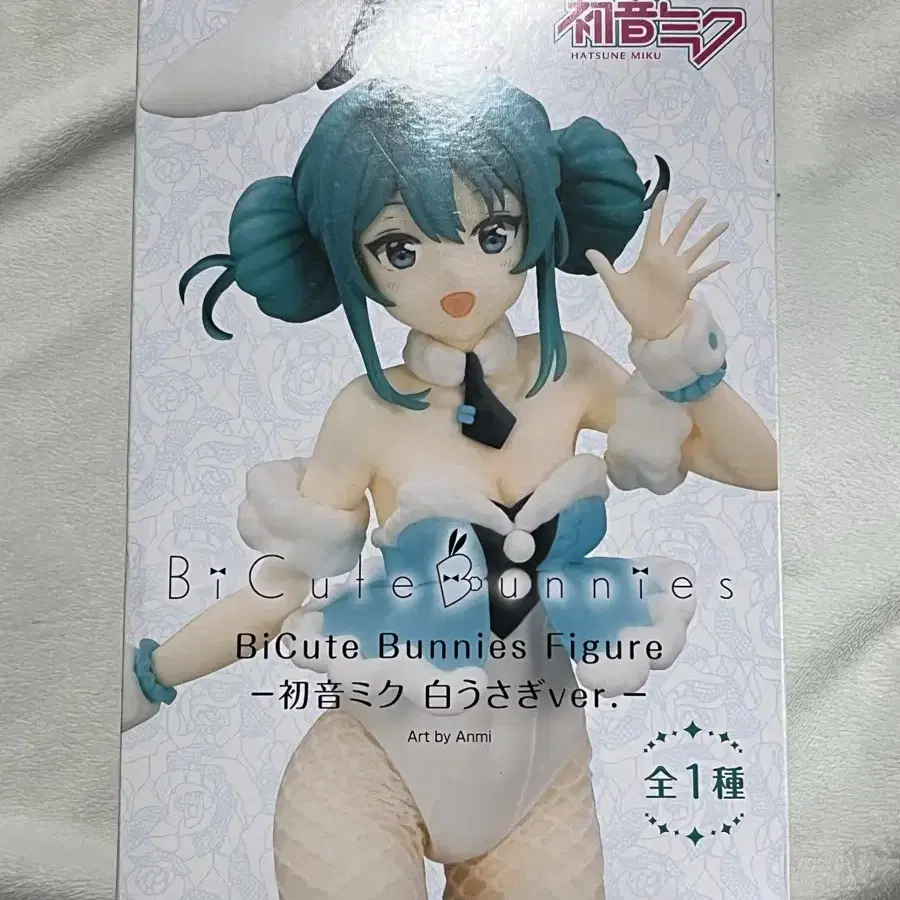 初音ミク
HATSUNE MIKU
BiCute Bunnies
BiCute Bunnies Figure
−初音ミク 白うさぎver.−
Art by Anmi
全1種